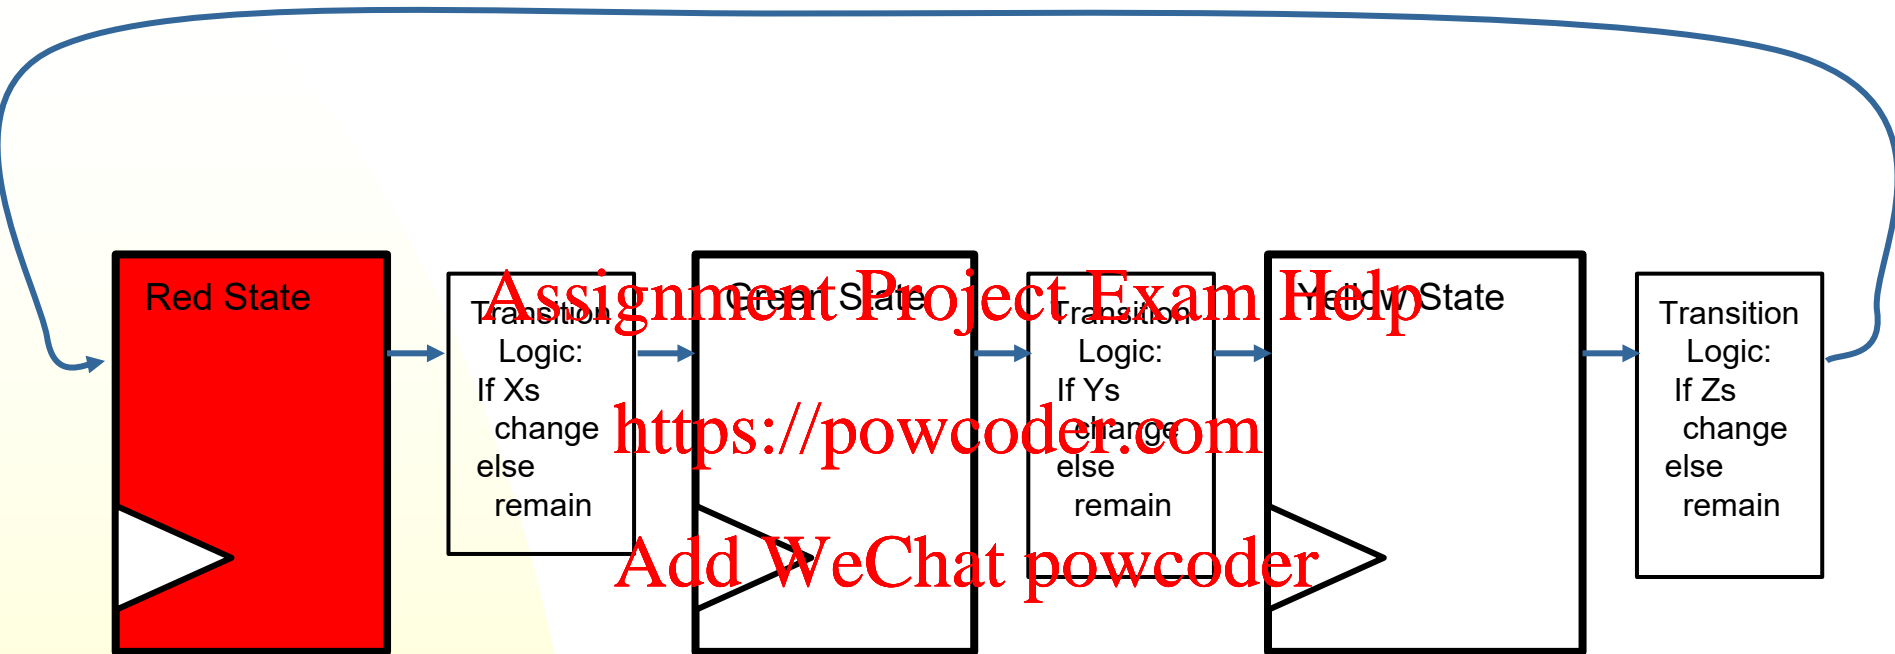 Red State
Transition
Logic:
If Xs
change
else
remain
Green State
Transition
Logic:
If Ys
change
else
remain
Yellow State
Transition
Logic:
If Zs
change
else
remain
Assignment Project Exam Help
https://powcoder.com
Add WeChat powcoder